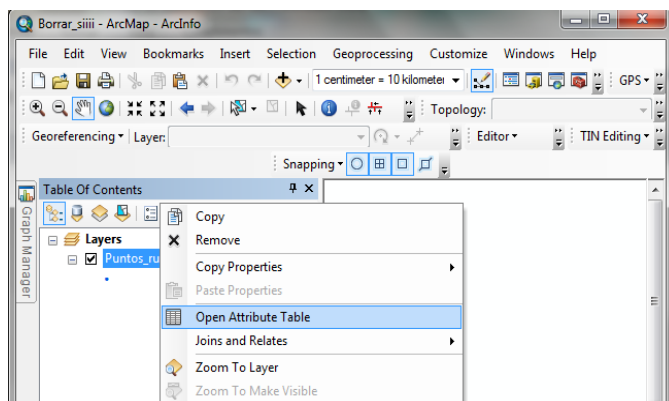 Borrar_siiii - ArcMap - ArcInfo
File Edit View Bookmarks Insert Selection Geoprocessing Customize Windows Help
1 centimeter = 10 kilometer GPS
Topology:
Georeferencing Layer: Editor TIN Editing
Snapping
Table Of Contents
Graph Manager
Layers
Puntos_ru
Copy
Remove
Copy Properties
Paste Properties
Open Attribute Table
Joins and Relates
Zoom To Layer
Zoom To Make Visible